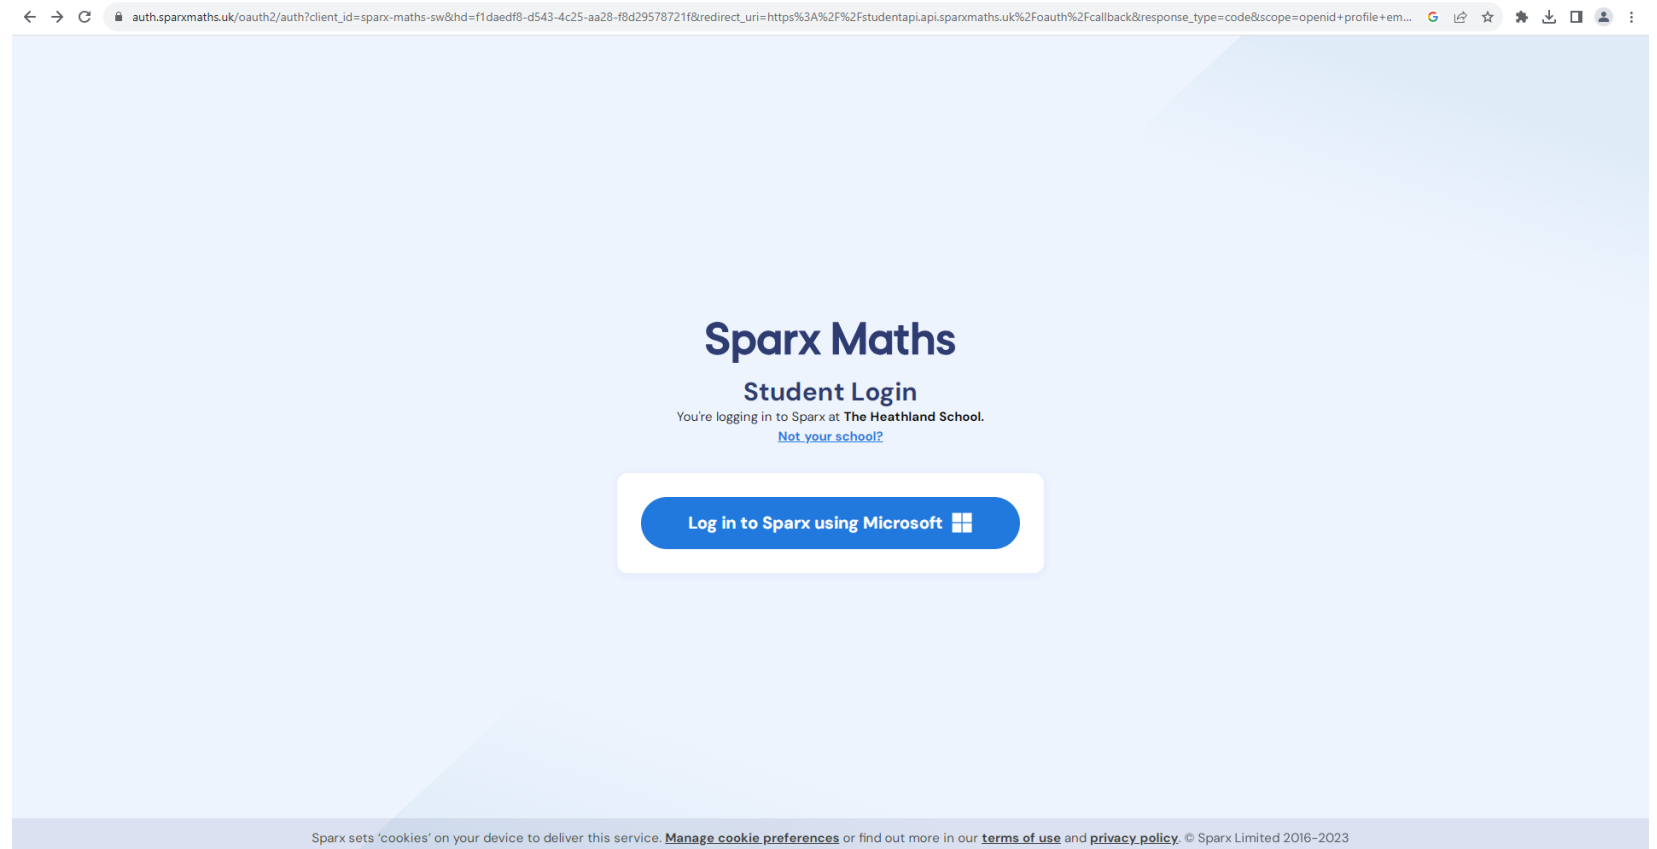 auth.sparxmaths.uk/oauth2/auth?client_id=sparx-maths-sw&hd=f1daedf8-d543-4c25-aa28-f8d29578721f&redirect_uri=https%3A%2F%2Fstudentapi.api.sparxmaths.uk%2Foauth%2Fcallback&response_type=code&scope=openid+profile+em...
Sparx Maths
Student Login
You're logging in to Sparx at The Heathland School.
Not your school?
Log in to Sparx using Microsoft
Sparx sets 'cookies' on your device to deliver this service. Manage cookie preferences or find out more in our terms of use and privacy policy. © Sparx Limited 2016-2023